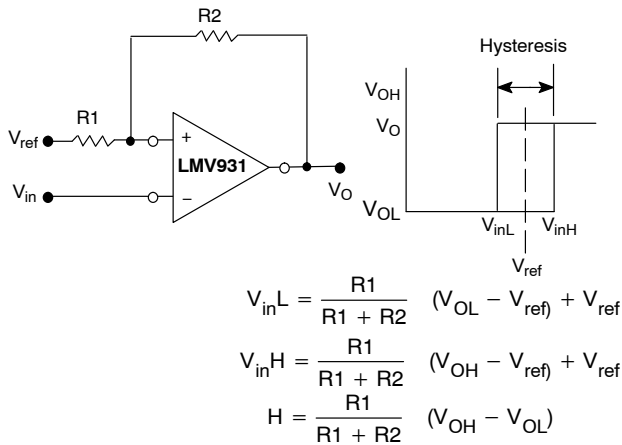 R2
Hysteresis
R1
V_OH
V_ref
+
V_O
LMV931
V_in
−
V_O
V_OL
V_inL
V_inH
V_ref
V_inL = R1 / (R1 + R2) (V_OL − V_ref) + V_ref
V_inH = R1 / (R1 + R2) (V_OH − V_ref) + V_ref
H = R1 / (R1 + R2) (V_OH − V_OL)